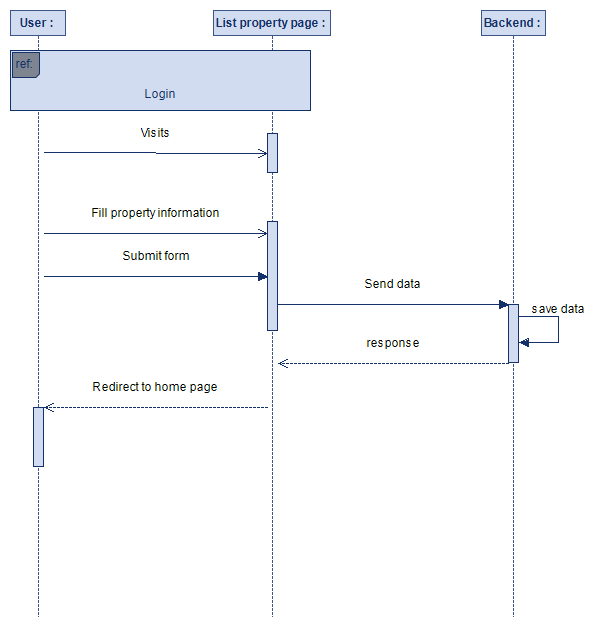 User :
List property page :
Backend :
ref:
Login
Visits
Fill property information
Submit form
Send data
save data
response
Redirect to home page